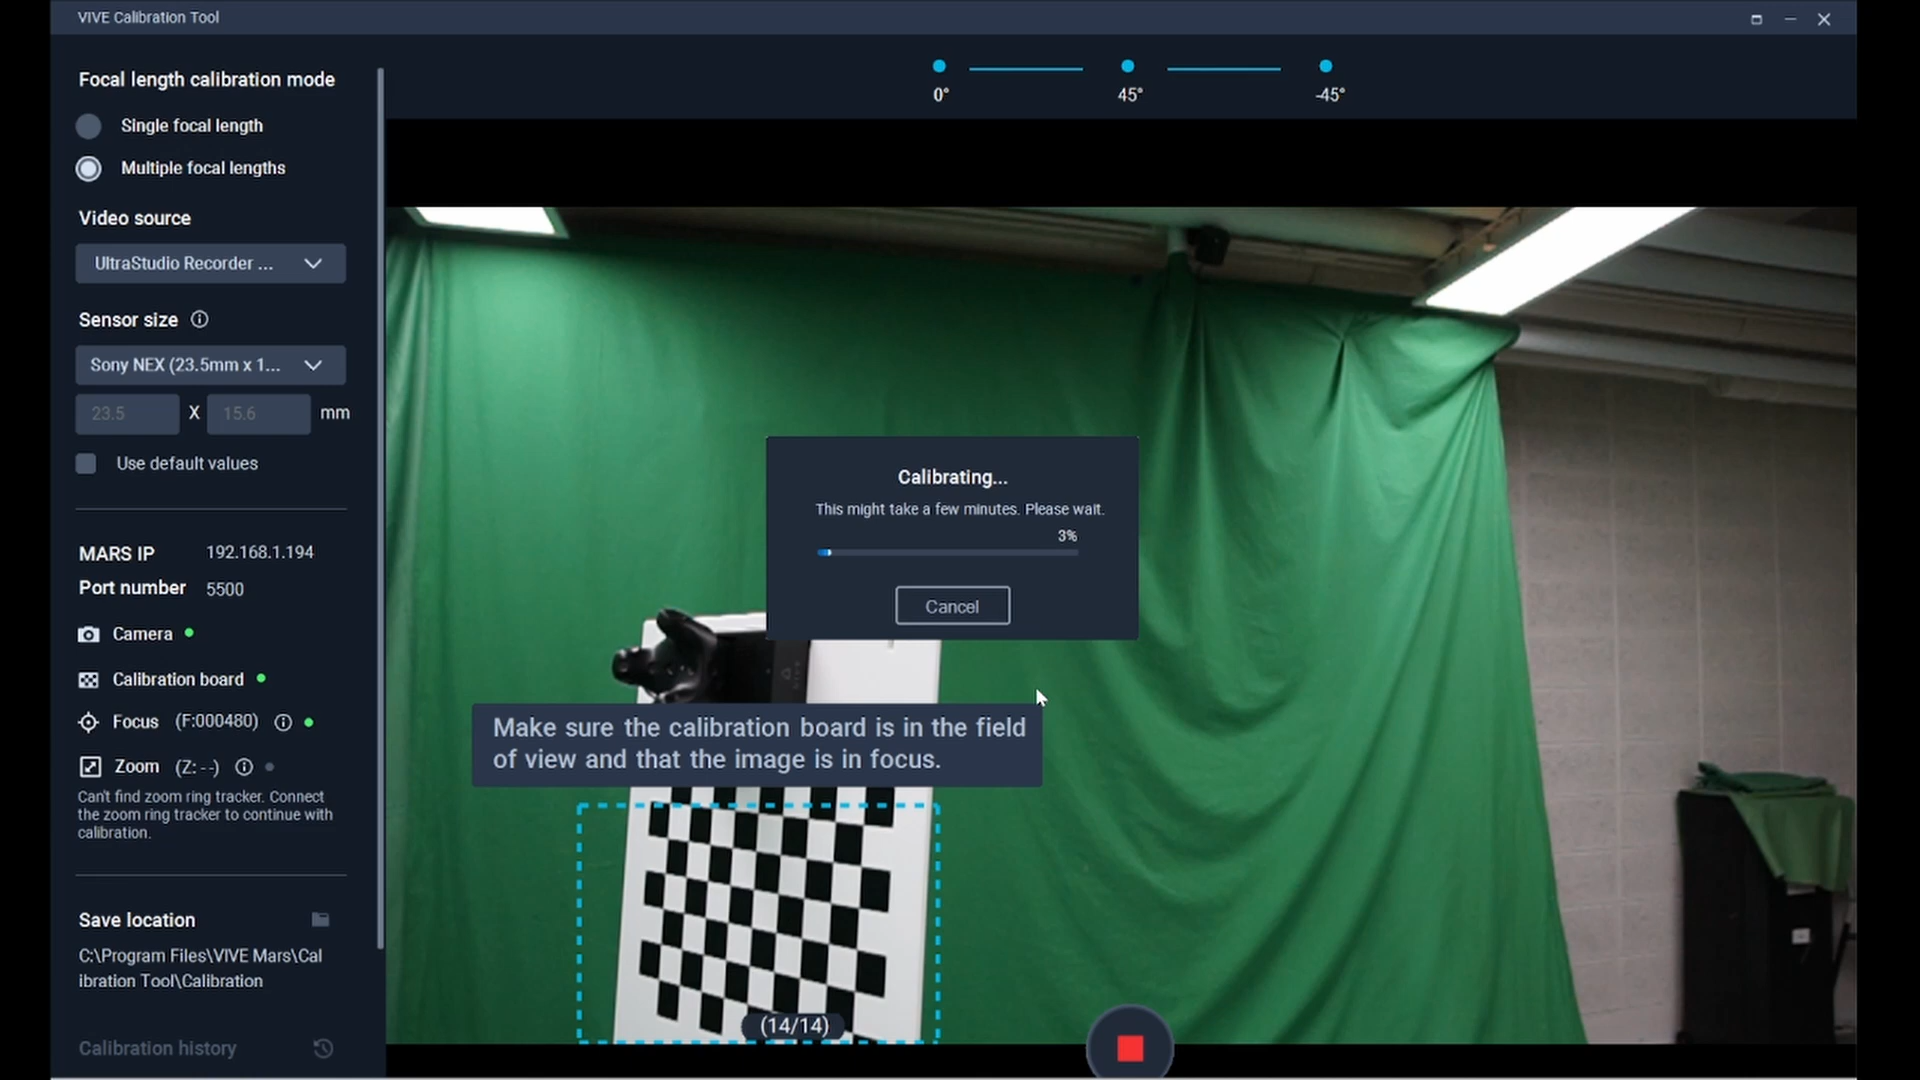 VIVE Calibration Tool
Focal length calibration mode
Single focal length
Multiple focal lengths
Video source
UltraStudio Recorder ...
Sensor size
Sony NEX (23.5mm x 1...
23.5 X 15.6 mm
Use default values
MARS IP 192.168.1.194
Port number 5500
Camera
Calibration board
Focus (F:000480)
Zoom (Z: --)
Can't find zoom ring tracker. Connect
the zoom ring tracker to continue with
calibration.
Save location
C:\Program Files\VIVE Mars\Cal
ibration Tool\Calibration
Calibration history
0° 45° -45°
Calibrating...
This might take a few minutes. Please wait.
3%
Cancel
Make sure the calibration board is in the field
of view and that the image is in focus.
(14/14)